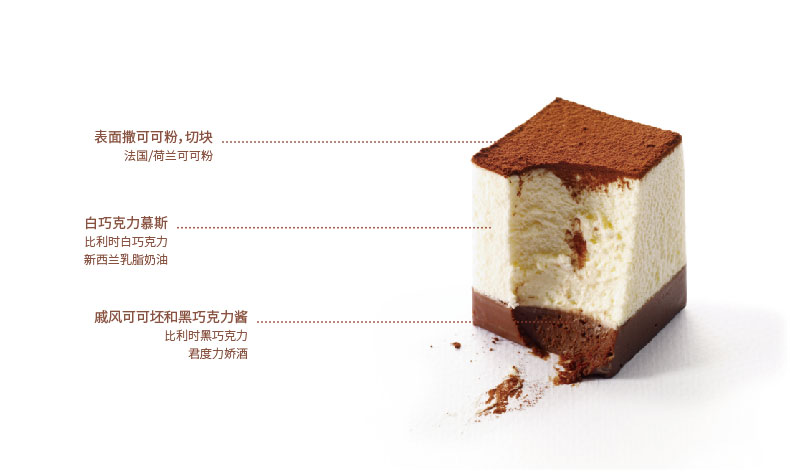 表面撒可可粉，切块
法国/荷兰可可粉
白巧克力慕斯
比利时白巧克力
新西兰乳脂奶油
戚风可可坯和黑巧克力酱
比利时黑巧克力
君度力娇酒